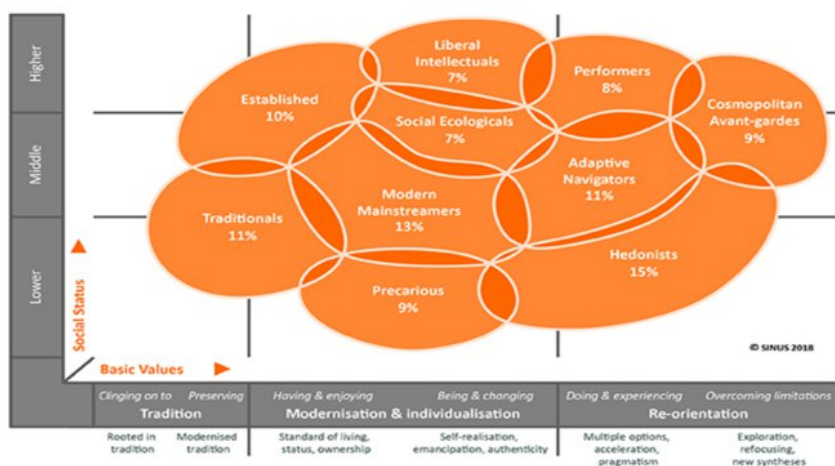 Higher
Middle
Lower
Social Status
Liberal
Intellectuals
7%
Performers
8%
Established
10%
Cosmopolitan
Avant-gardes
9%
Social Ecologicals
7%
Adaptive
Navigators
11%
Modern
Mainstreamers
13%
Traditionals
11%
Hedonists
15%
Precarious
9%
© SINUS 2018
Basic Values
Clinging on to Preserving
Tradition
Having & enjoying Being & changing
Modernisation & individualisation
Doing & experiencing Overcoming limitations
Re-orientation
Rooted in
tradition
Modernised
tradition
Standard of living,
status, ownership
Self-realisation,
emancipation, authenticity
Multiple options,
acceleration,
pragmatism
Exploration,
refocusing,
new syntheses